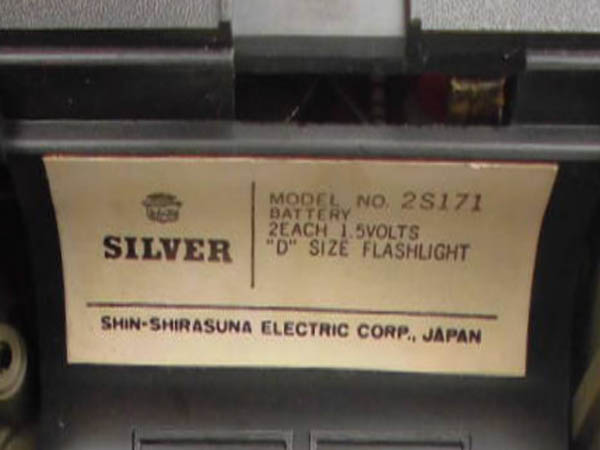 SILVER
MODEL NO. 2S171
BATTERY
2EACH 1.5VOLTS
"D" SIZE FLASHLIGHT
SHIN-SHIRASUNA ELECTRIC CORP., JAPAN